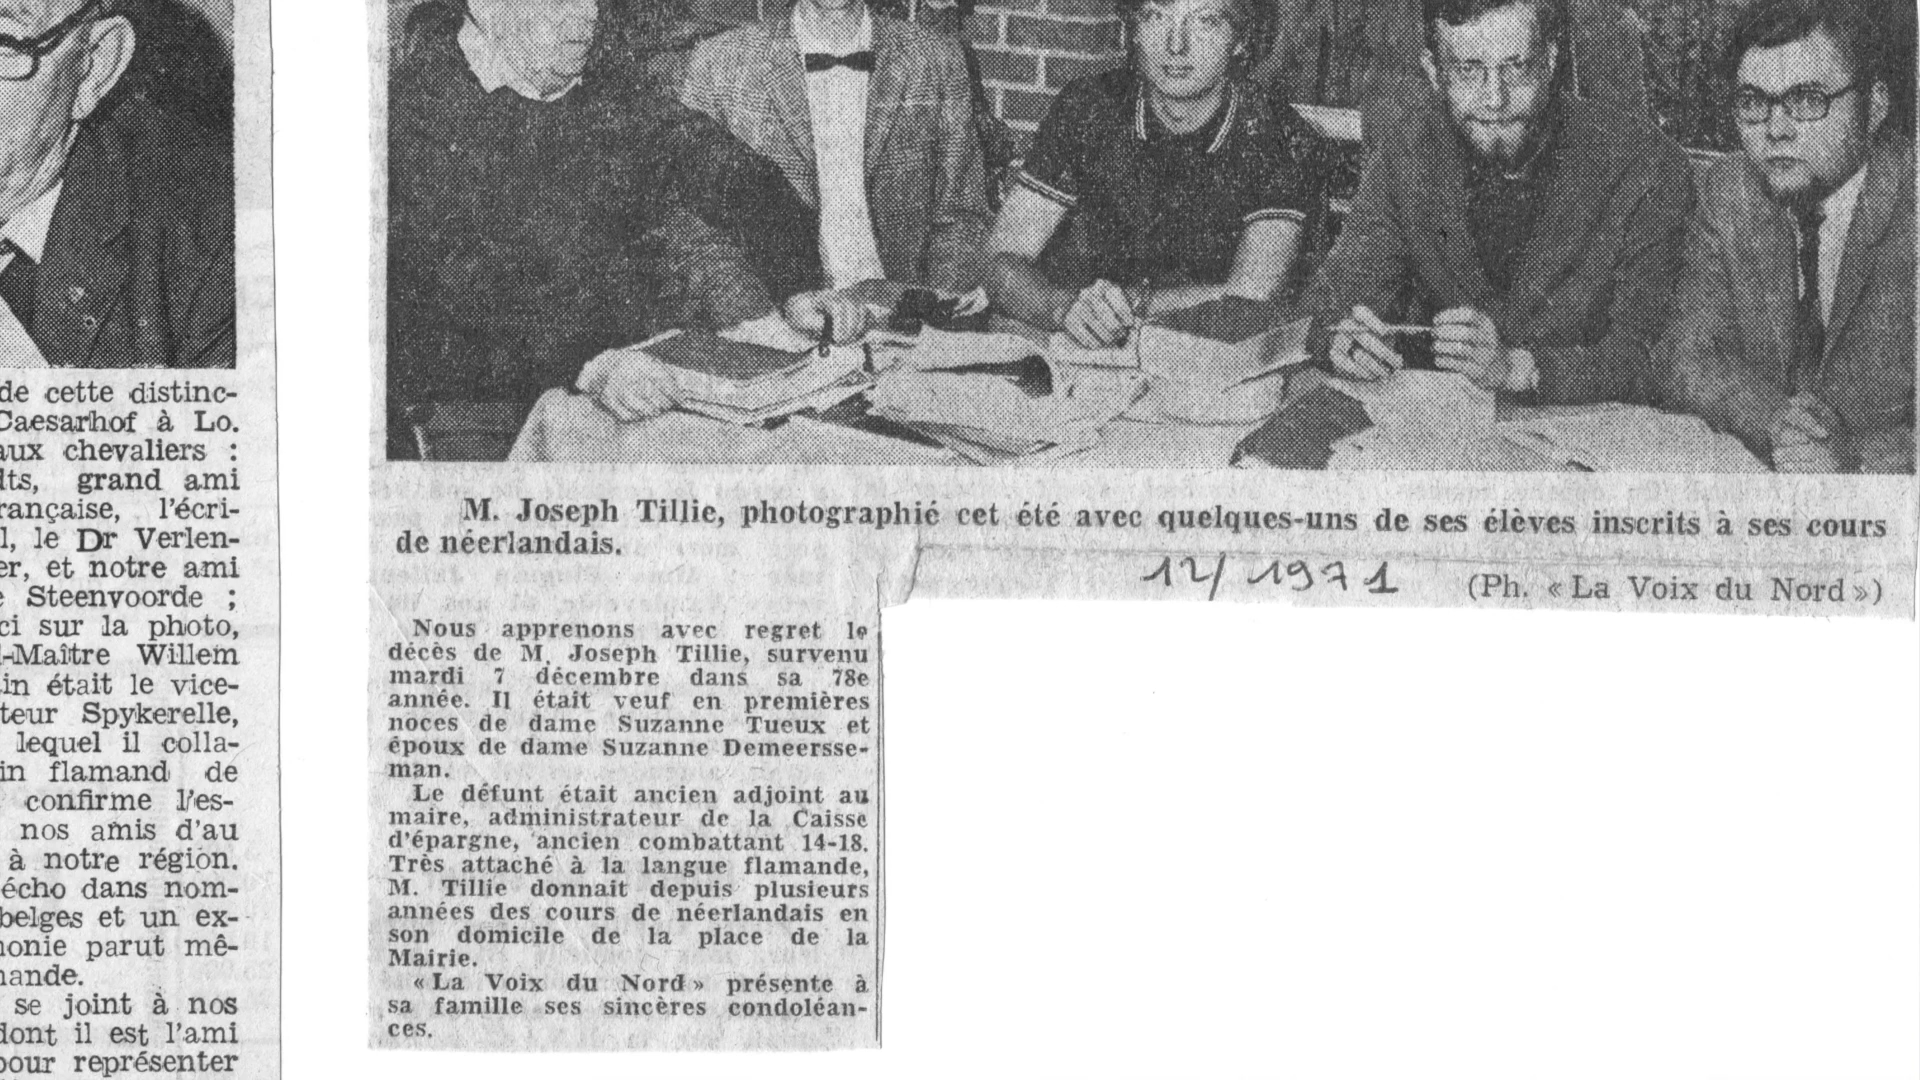 de cette distinc-
Caesarhof à Lo.
aux chevaliers :
dts, grand ami
rançaise, l'écri-
l, le Dr Verlen-
er, et notre ami
e Steenvoorde ;
ci sur la photo,
l-Maître Willem
in était le vice-
teur Spykerelle,
lequel il colla-
in flamand de
confirme l'es-
nos amis d'au
à notre région.
écho dans nom-
belges et un ex-
monie parut mê-
mande.
se joint à nos
dont il est l'ami
pour représenter
M. Joseph Tillie, photographié cet été avec quelques-uns de ses élèves inscrits à ses cours
de néerlandais.
12/1971
(Ph. « La Voix du Nord »)
Nous apprenons avec regret le
décès de M. Joseph Tillie, survenu
mardi 7 décembre dans sa 78e
année. Il était veuf en premières
noces de dame Suzanne Tueux et
époux de dame Suzanne Demeersse-
man.
Le défunt était ancien adjoint au
maire, administrateur de la Caisse
d'épargne, ancien combattant 14-18.
Très attaché à la langue flamande,
M. Tillie donnait depuis plusieurs
années des cours de néerlandais en
son domicile de la place de la
Mairie.
« La Voix du Nord » présente à
sa famille ses sincères condoléan-
ces.